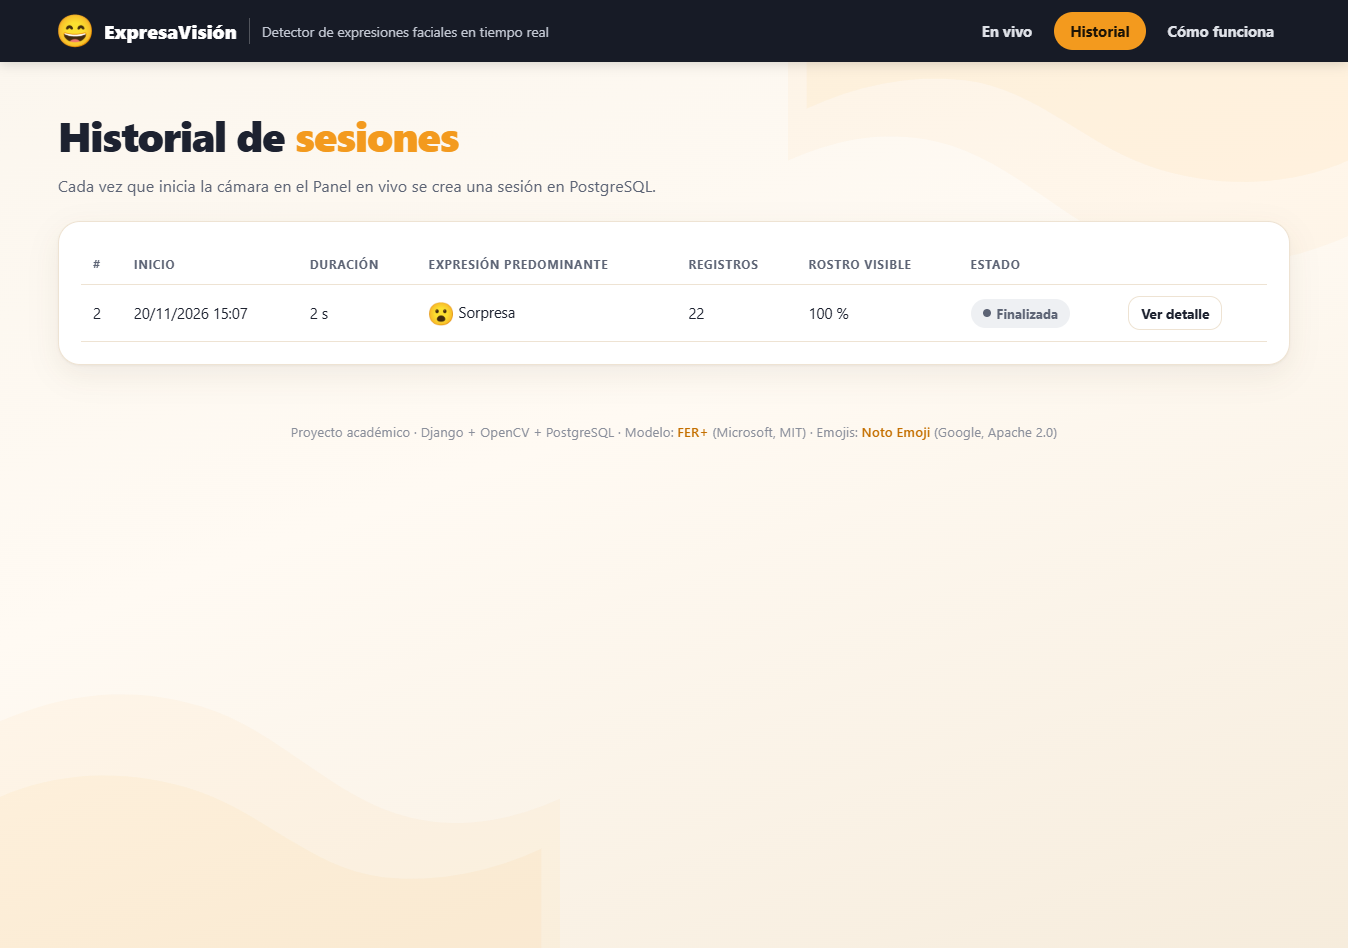 ExpresaVisión Detector de expresiones faciales en tiempo real En vivo Historial Cómo funciona
Historial de sesiones
Cada vez que inicia la cámara en el Panel en vivo se crea una sesión en PostgreSQL.
# INICIO DURACIÓN EXPRESIÓN PREDOMINANTE REGISTROS ROSTRO VISIBLE ESTADO
2 20/11/2026 15:07 2 s Sorpresa 22 100 % Finalizada Ver detalle
Proyecto académico · Django + OpenCV + PostgreSQL · Modelo: FER+ (Microsoft, MIT) · Emojis: Noto Emoji (Google, Apache 2.0)